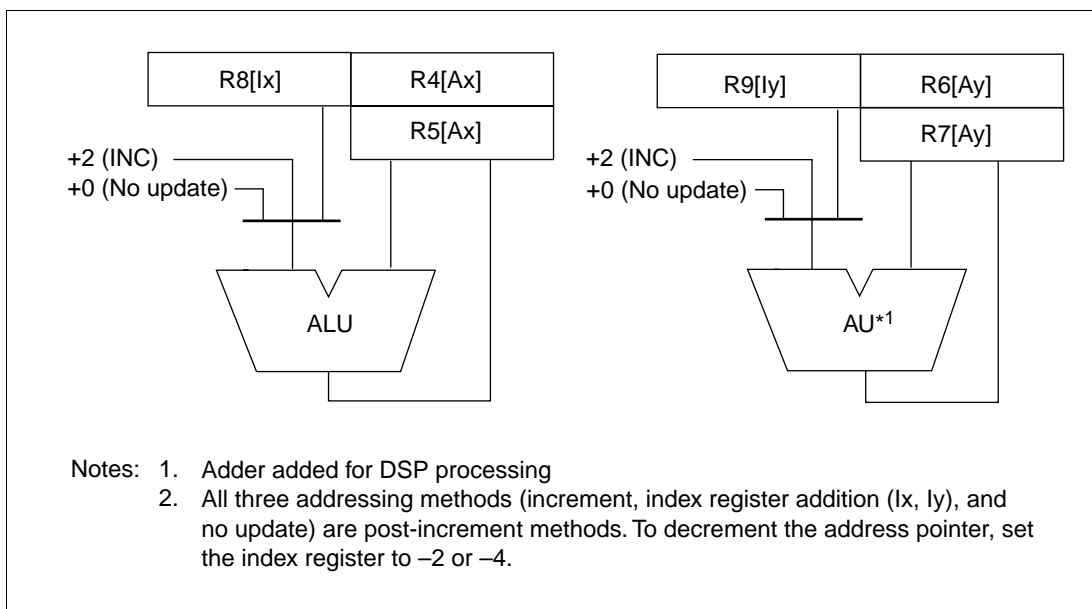 R8[Ix]
R4[Ax]
R5[Ax]
+2 (INC)
+0 (No update)
ALU
R9[Iy]
R6[Ay]
R7[Ay]
+2 (INC)
+0 (No update)
AU*1
Notes: 1. Adder added for DSP processing
2. All three addressing methods (increment, index register addition (Ix, Iy), and
no update) are post-increment methods. To decrement the address pointer, set
the index register to –2 or –4.